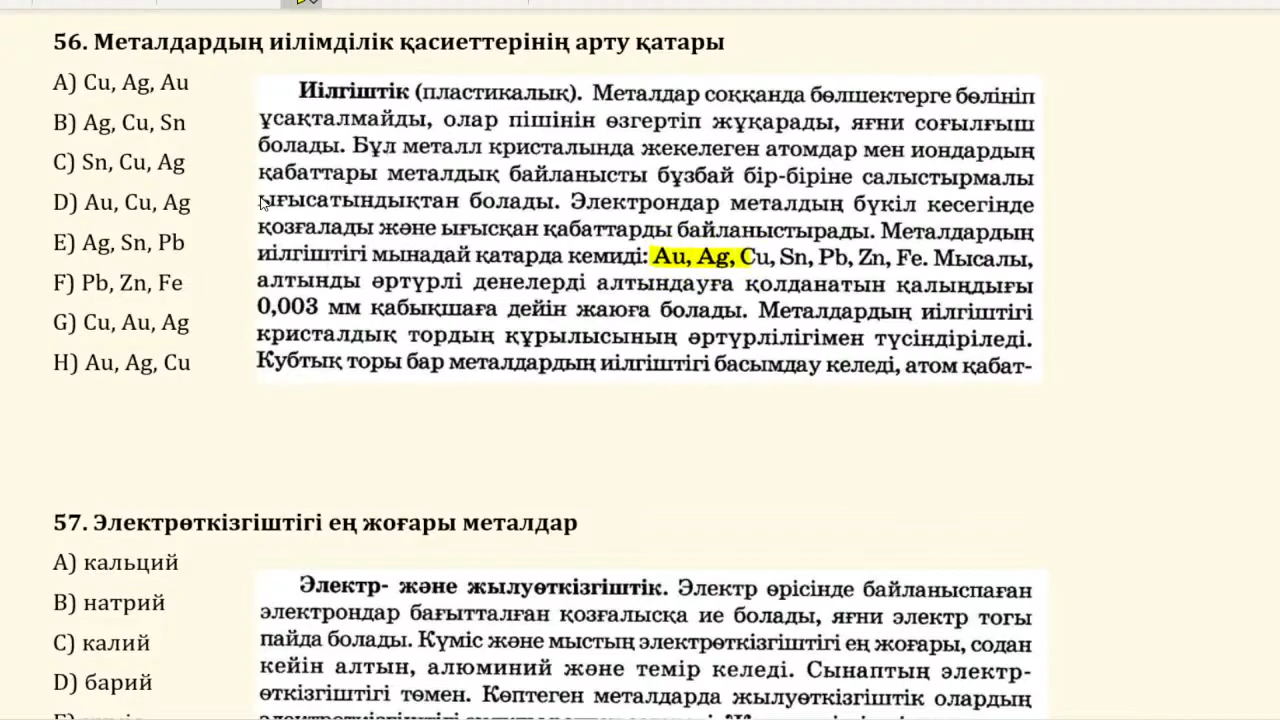 56. Металдардың иілімділік қасиеттерінің арту қатары
A) Cu, Ag, Au
B) Ag, Cu, Sn
C) Sn, Cu, Ag
D) Au, Cu, Ag
E) Ag, Sn, Pb
F) Pb, Zn, Fe
G) Cu, Au, Ag
H) Au, Ag, Cu
Иілгіштік (пластикалық). Металдар соққанда бөлшектерге бөлініп
ұсақталмайды, олар пішінін өзгертіп жұқарады, яғни соғылғыш
болады. Бұл металл кристалында жекелеген атомдар мен иондардың
қабаттары металдық байланысты бұзбай бір-біріне салыстырмалы
ығысатындықтан болады. Электрондар металдың бүкіл кесегінде
қозғалады және ығысқан қабаттарды байланыстырады. Металдардың
иілгіштігі мынадай қатарда кемиді: Au, Ag, Cu, Sn, Pb, Zn, Fe. Мысалы,
алтынды әртүрлі денелерді алтындауға қолданатын қалыңдығы
0,003 мм қабықшаға дейін жаюға болады. Металдардың иілгіштігі
кристалдық тордың құрылысының әртүрлілігімен түсіндіріледі.
Кубтық торы бар металдардың иілгіштігі басымдау келеді, атом қабат-
57. Электрөткізгіштігі ең жоғары металдар
A) кальций
B) натрий
C) калий
D) барий
Электр- және жылуөткізгіштік. Электр өрісінде байланыспаған
электрондар бағытталған қозғалысқа ие болады, яғни электр тогы
пайда болады. Күміс және мыстың электрөткізгіштігі ең жоғары, содан
кейін алтын, алюминий және темір келеді. Сынаптың электр-
өткізгіштігі төмен. Көптеген металдарда жылуөткізгіштік олардың